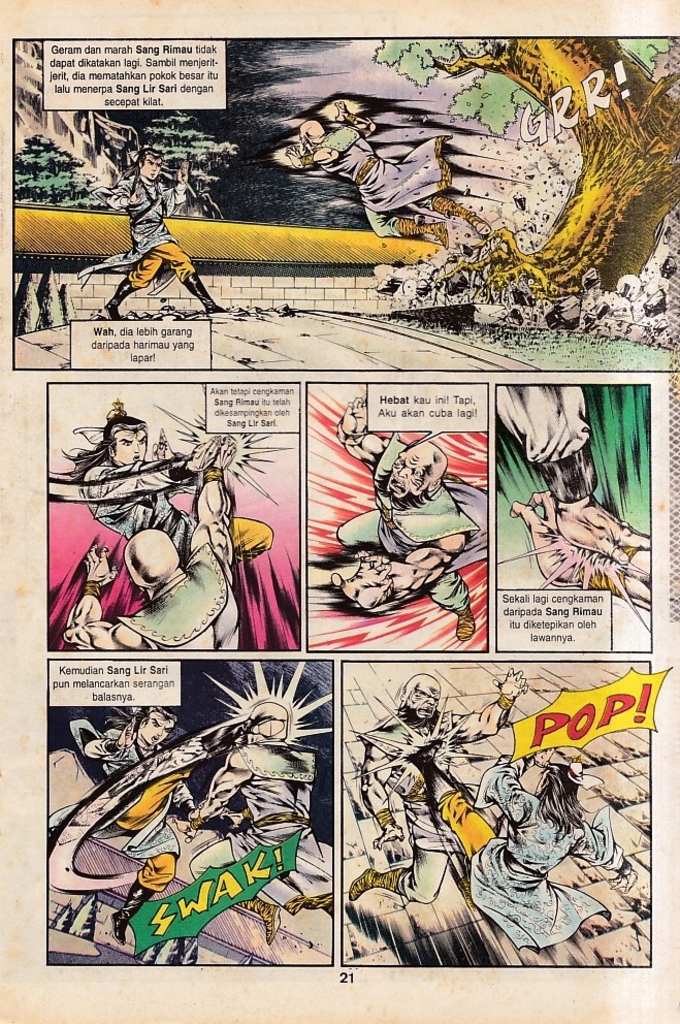 Geram dan marah Sang Rimau tidak
dapat dikatakan lagi. Sambil menjerit-
jerit, dia mematahkan pokok besar itu
lalu menerpa Sang Lir Sari dengan
secepat kilat.
GRR!
Wah, dia lebih garang
daripada harimau yang
lapar!
Akan tetapi cengkaman
Sang Rimau itu telah
dikesampingkan oleh
Sang Lir Sari.
Hebat kau ini! Tapi,
Aku akan cuba lagi!
Sekali lagi cengkaman
daripada Sang Rimau
itu diketepikan oleh
lawannya.
Kemudian Sang Lir Sari
pun melancarkan serangan
balasnya.
SWAK!
POP!
21